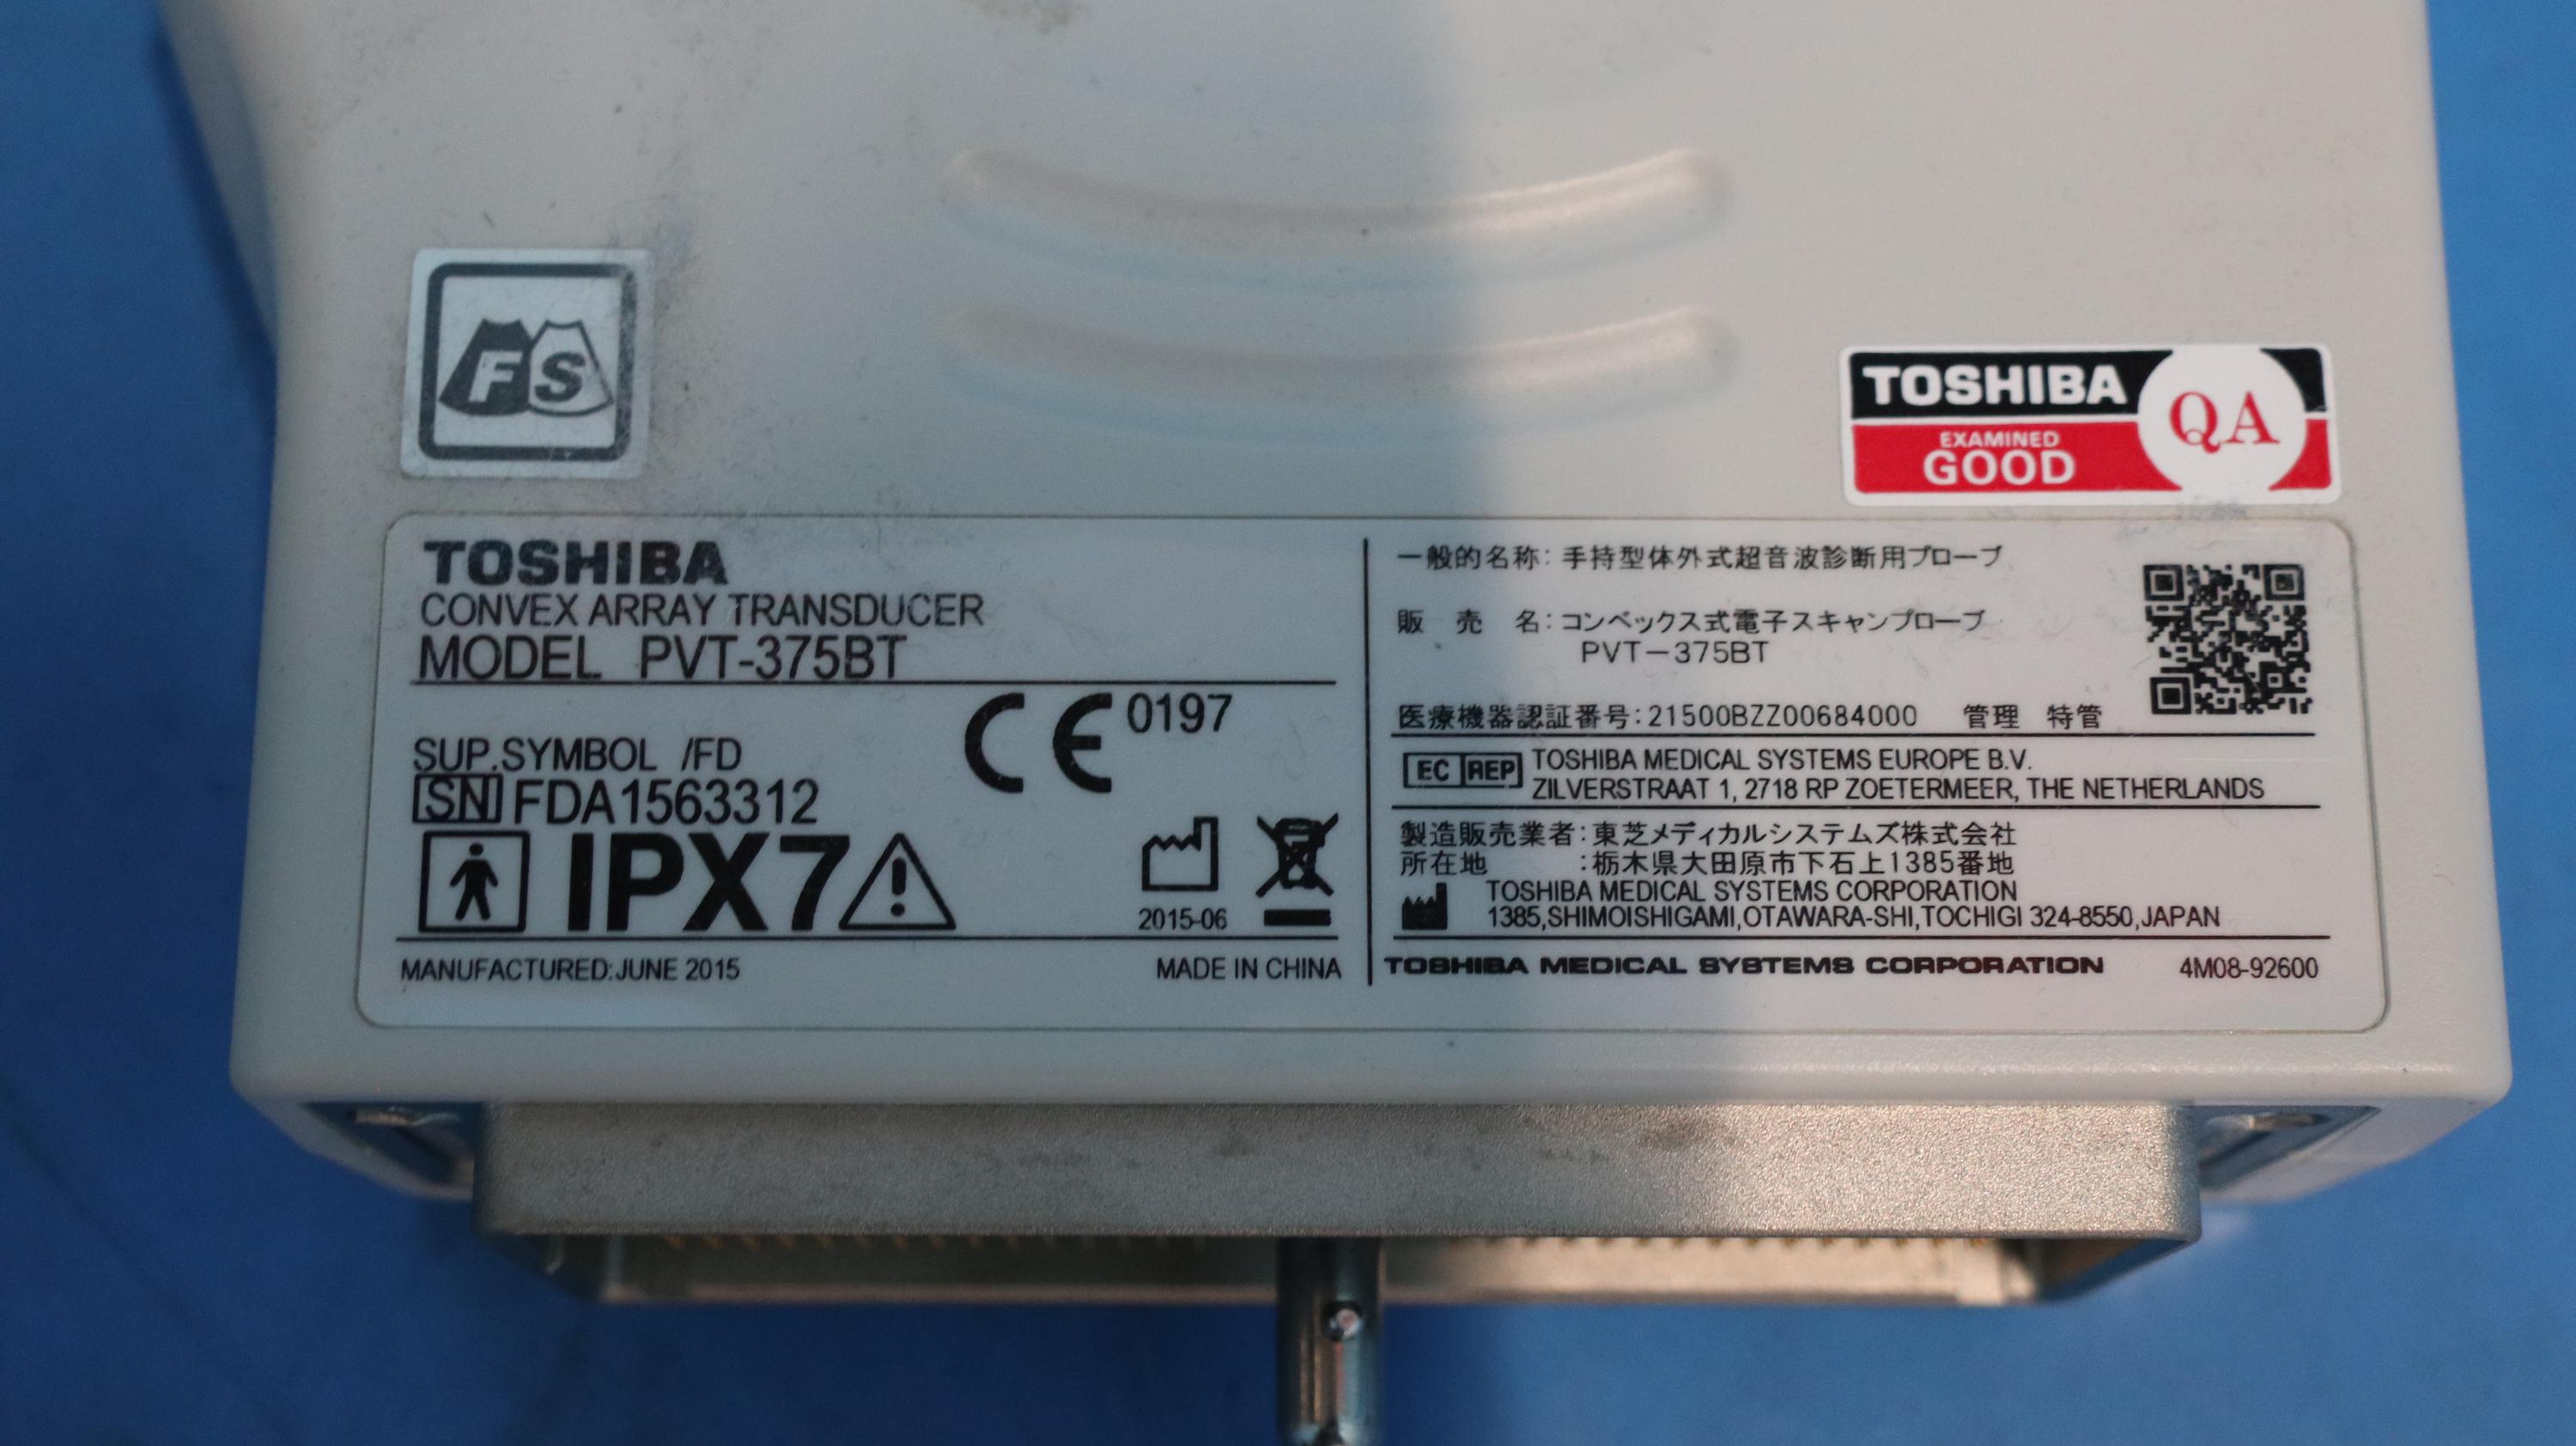 FS
TOSHIBA
EXAMINED
GOOD
QA
TOSHIBA
CONVEX ARRAY TRANSDUCER
MODEL PVT-375BT
CE 0197
SUP.SYMBOL /FD
SN FDA1563312
IPX7
2015-06
MANUFACTURED:JUNE 2015
MADE IN CHINA
一般的名称:手持型体外式超音波診断用プローブ
販 売 名:コンベックス式電子スキャンプローブ
PVT-375BT
医療機器認証番号:21500BZZ00684000 管理 特管
EC REP TOSHIBA MEDICAL SYSTEMS EUROPE B.V.
ZILVERSTRAAT 1, 2718 RP ZOETERMEER, THE NETHERLANDS
製造販売業者:東芝メディカルシステムズ株式会社
所在地 :栃木県大田原市下石上1385番地
TOSHIBA MEDICAL SYSTEMS CORPORATION
1385,SHIMOISHIGAMI,OTAWARA-SHI,TOCHIGI 324-8550,JAPAN
TOSHIBA MEDICAL SYSTEMS CORPORATION
4M08-92600